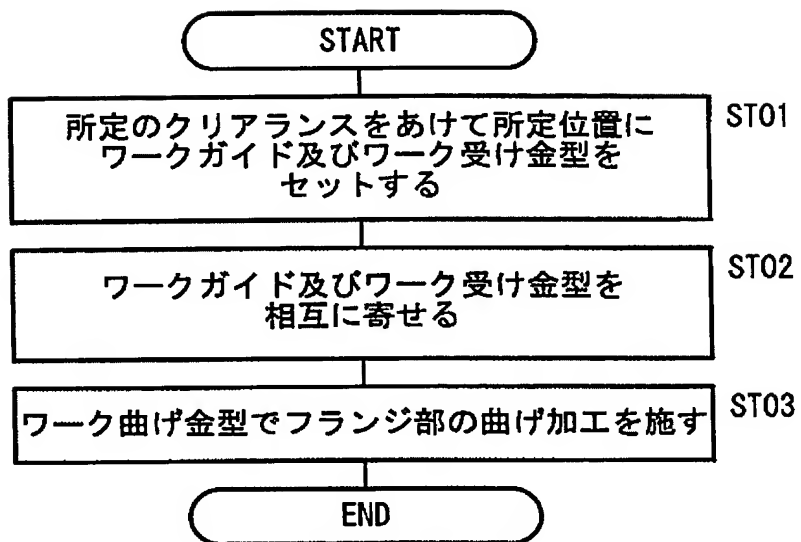 START
所定のクリアランスをあけて所定位置に
ワークガイド及びワーク受け金型を
セットする
ST01
ワークガイド及びワーク受け金型を
相互に寄せる
ST02
ワーク曲げ金型でフランジ部の曲げ加工を施す
ST03
END